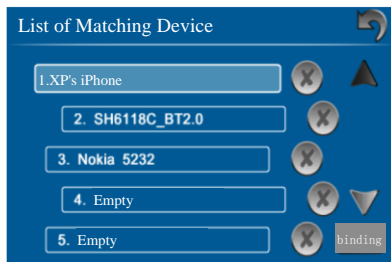 List of Matching Device
1.XP's iPhone
2. SH6118C_BT2.0
3. Nokia 5232
4. Empty
5. Empty
binding